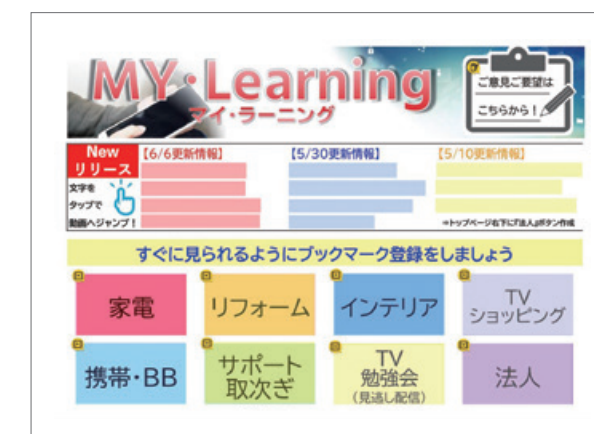 MY・Learning
マイ・ラーニング
ご意見ご要望は
こちらから！
New
リリース
文字を
タップで
動画へジャンプ！
【6/6更新情報】
【5/30更新情報】
【5/10更新情報】
⇒トップページ右下に『法人』ボタン作成
すぐに見られるようにブックマーク登録をしましょう
家電
リフォーム
インテリア
TV
ショッピング
携帯・BB
サポート
取次ぎ
TV
勉強会
(見逃し配信)
法人